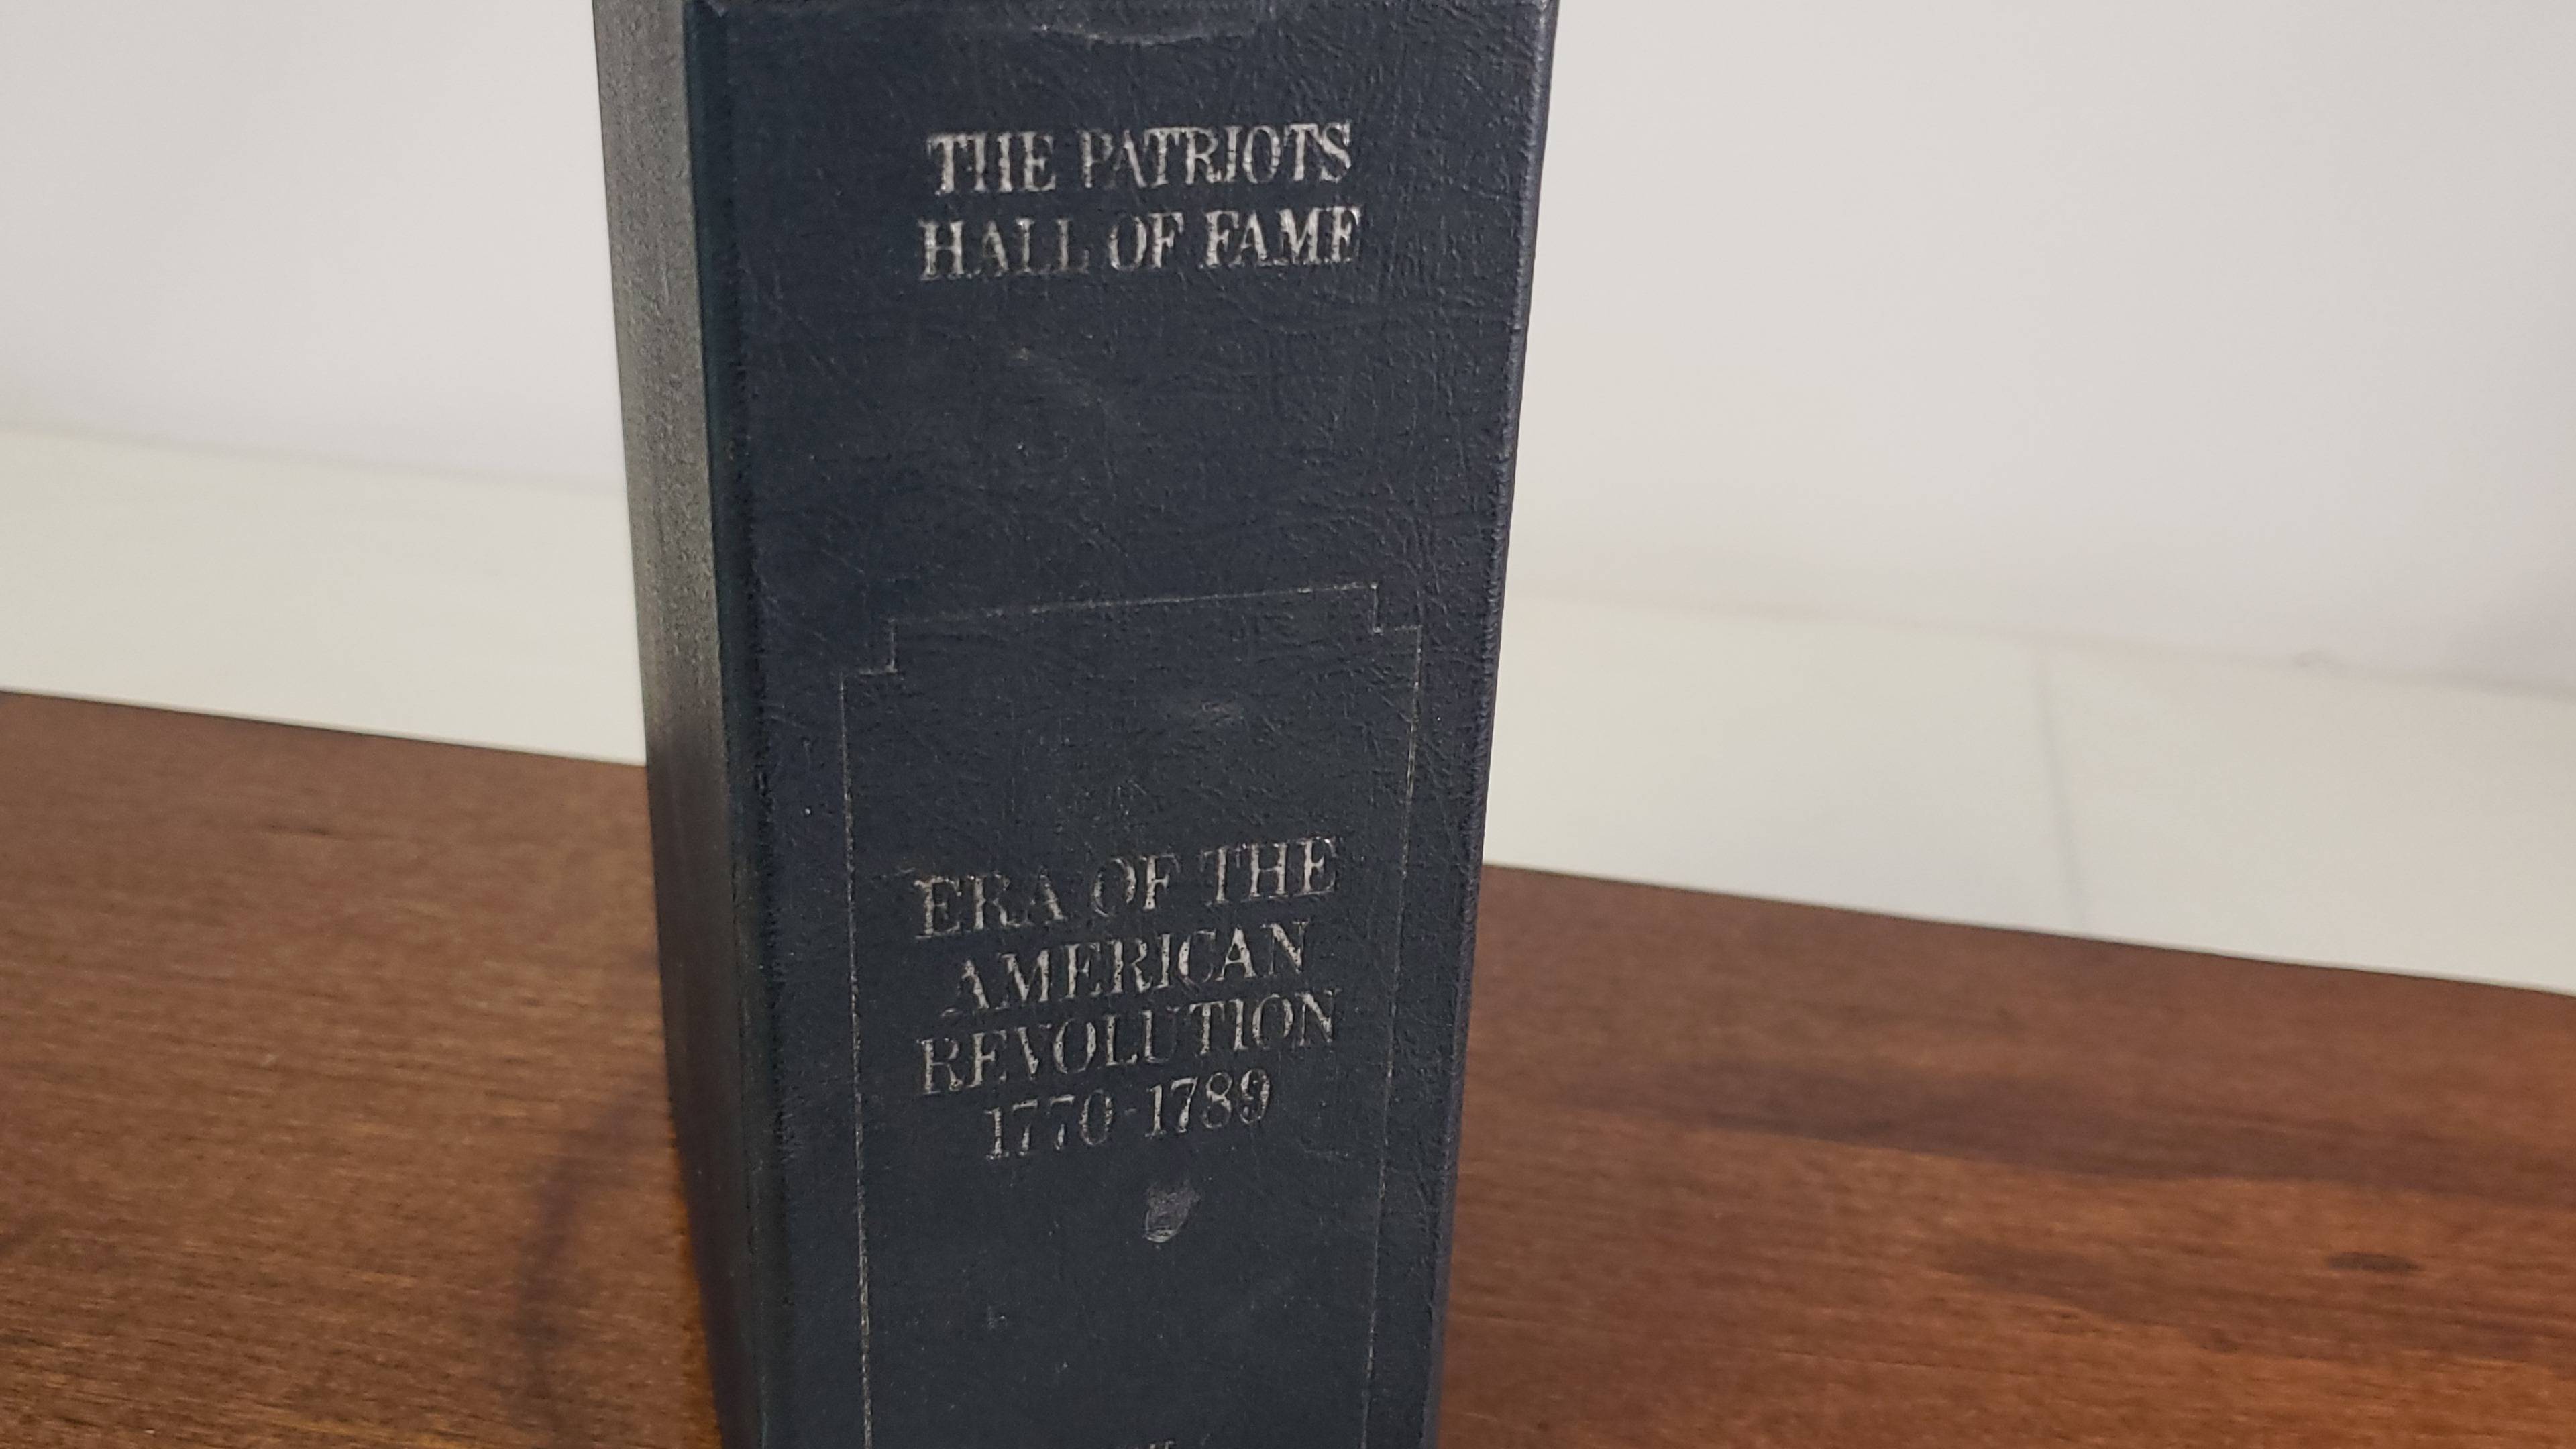 THE PATRIOTS
HALL OF FAME
ERA OF THE
AMERICAN
REVOLUTION
1770-1789